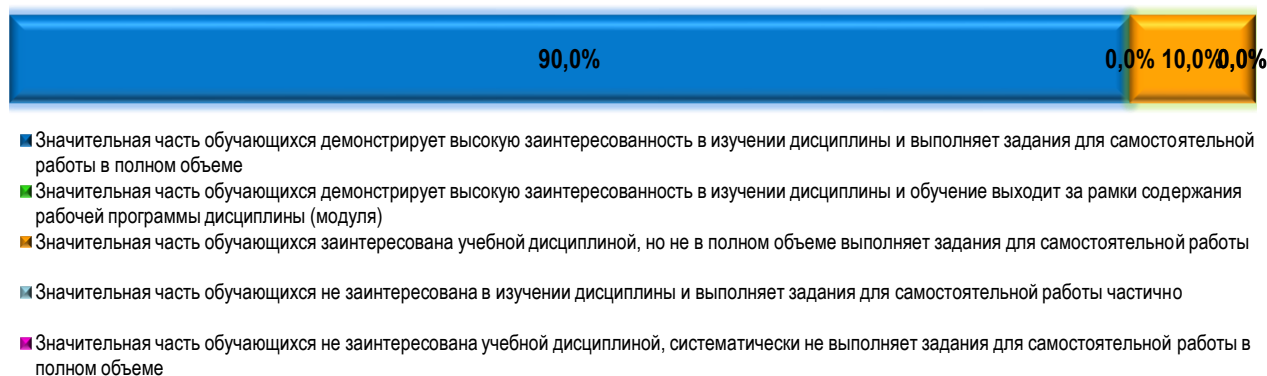 90,0% 0,0% 10,0% 0,0%
Значительная часть обучающихся демонстрирует высокую заинтересованность в изучении дисциплины и выполняет задания для самостоятельной
работы в полном объеме
Значительная часть обучающихся демонстрирует высокую заинтересованность в изучении дисциплины и обучение выходит за рамки содержания
рабочей программы дисциплины (модуля)
Значительная часть обучающихся заинтересована учебной дисциплиной, но не в полном объеме выполняет задания для самостоятельной работы
Значительная часть обучающихся не заинтересована в изучении дисциплины и выполняет задания для самостоятельной работы частично
Значительная часть обучающихся не заинтересована учебной дисциплиной, систематически не выполняет задания для самостоятельной работы в
полном объеме